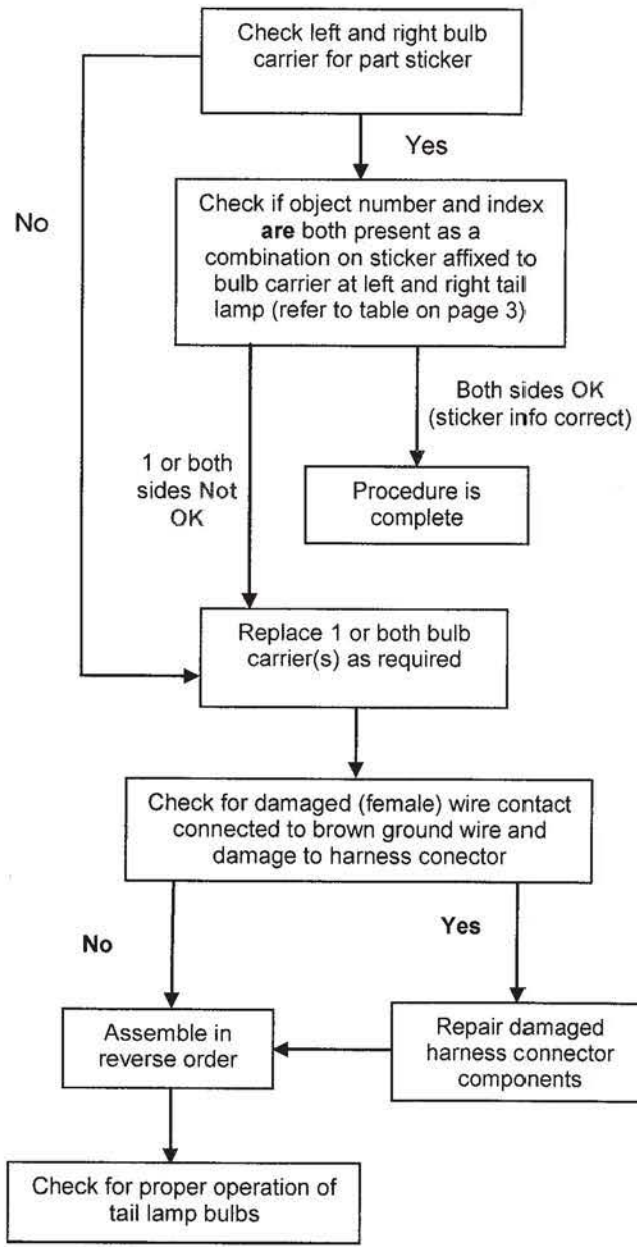 Check left and right bulb
carrier for part sticker
Yes
No
Check if object number and index
are both present as a
combination on sticker affixed to
bulb carrier at left and right tail
lamp (refer to table on page 3)
Both sides OK
(sticker info correct)
1 or both
sides Not
OK
Procedure is
complete
Replace 1 or both bulb
carrier(s) as required
Check for damaged (female) wire contact
connected to brown ground wire and
damage to harness conector
No
Yes
Assemble in
reverse order
Repair damaged
harness connector
components
Check for proper operation of
tail lamp bulbs